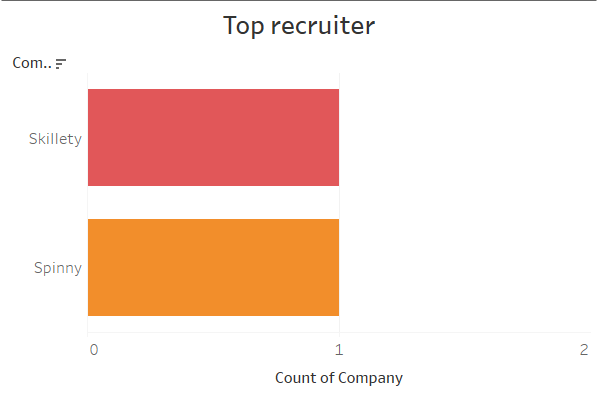 Top recruiter
Com..
Skillety
Spinny
0 1 2
Count of Company